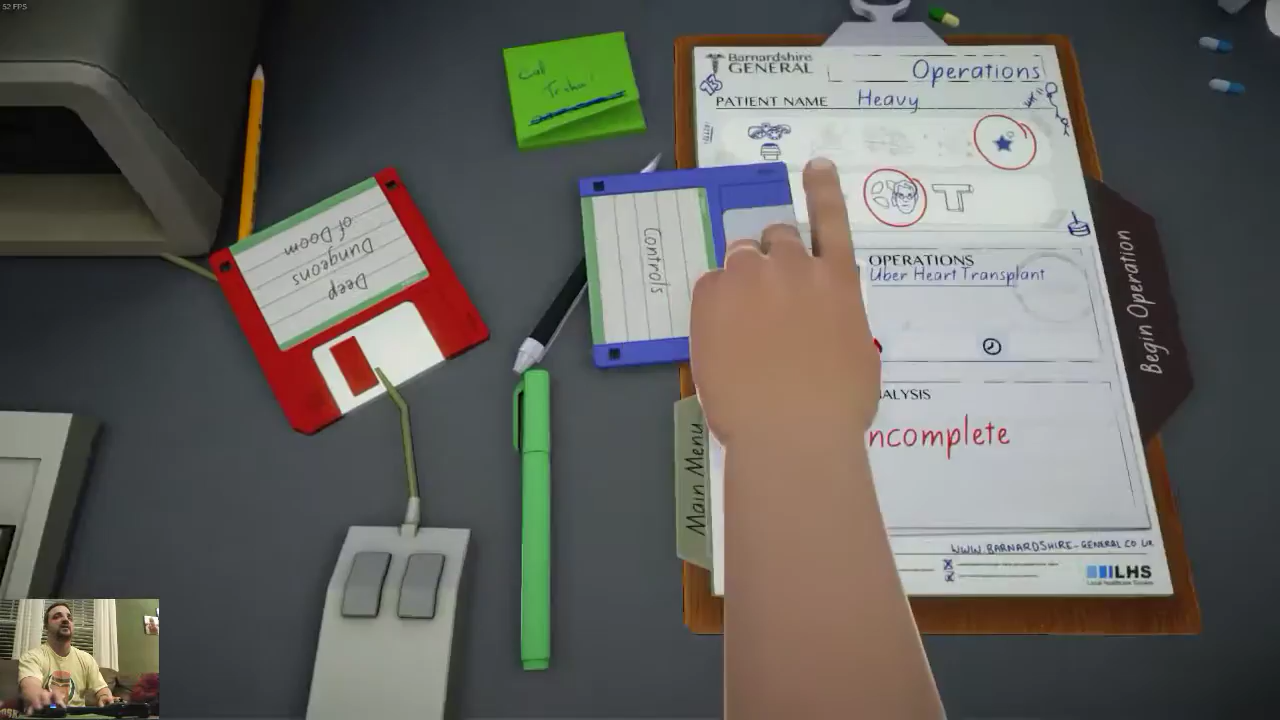 52 FPS
Barnardshire
GENERAL
Operations
PATIENT NAME Heavy
Controls
Deep
Dungeons
of Doom
OPERATIONS
Uber Heart Transplant
ALYSIS
ncomplete
Main Menu
Begin Operation
WWW.BARNARDSHIRE-GENERAL.CO.UK
LHS